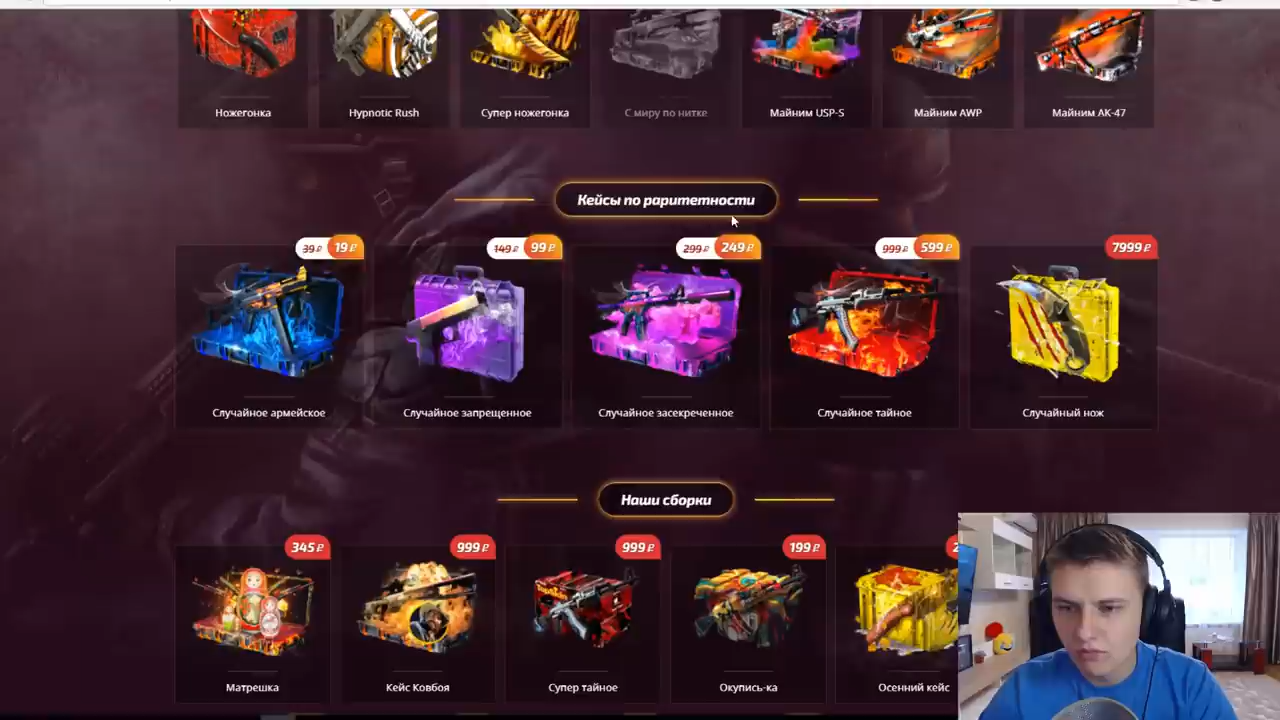 Ножегонка
Hypnotic Rush
Супер ножегонка
С миру по нитке
Майним USP-S
Майним AWP
Майним AK-47
Кейсы по раритетности
39 ₽ 19 ₽
149 ₽ 99 ₽
299 ₽ 249 ₽
999 ₽ 599 ₽
7999 ₽
Случайное армейское
Случайное запрещенное
Случайное засекреченное
Случайное тайное
Случайный нож
Наши сборки
345 ₽
999 ₽
999 ₽
199 ₽
Матрешка
Кейс Ковбоя
Супер тайное
Окупись-ка
Осенний кейс